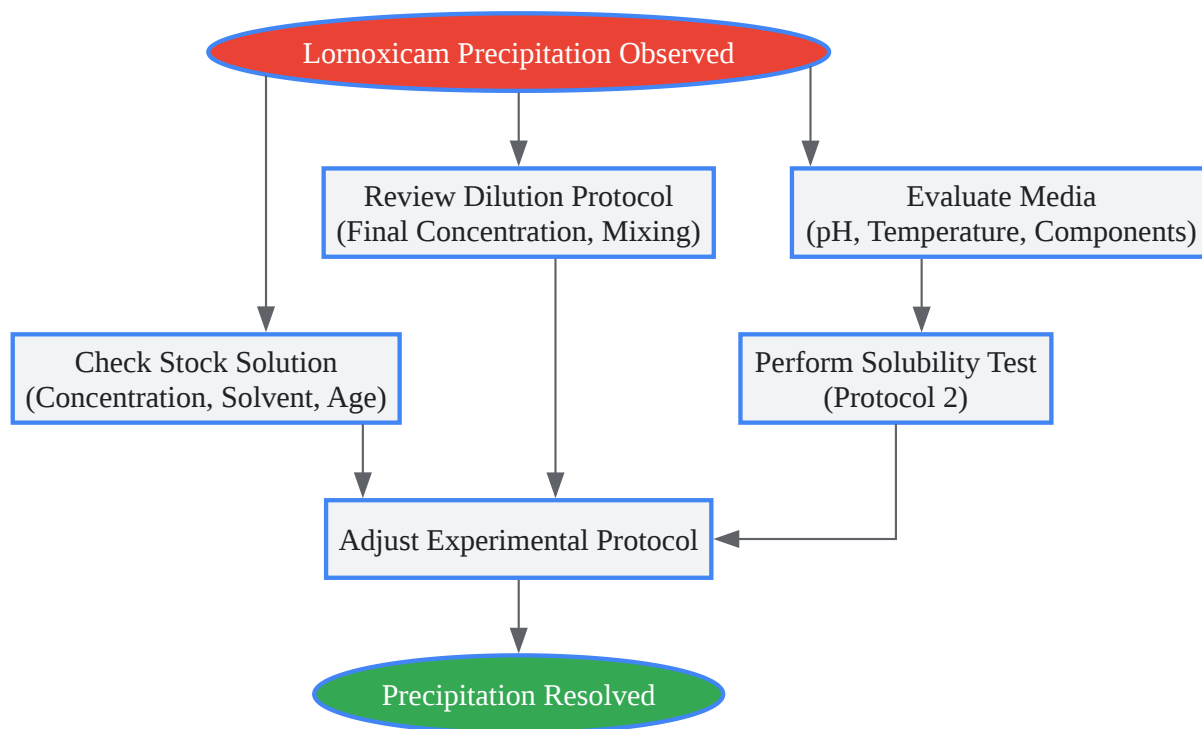 Lornoxicam Precipitation Observed
Review Dilution Protocol
(Final Concentration, Mixing)
Evaluate Media
(pH, Temperature, Components)
Check Stock Solution
(Concentration, Solvent, Age)
Perform Solubility Test
(Protocol 2)
Adjust Experimental Protocol
Precipitation Resolved